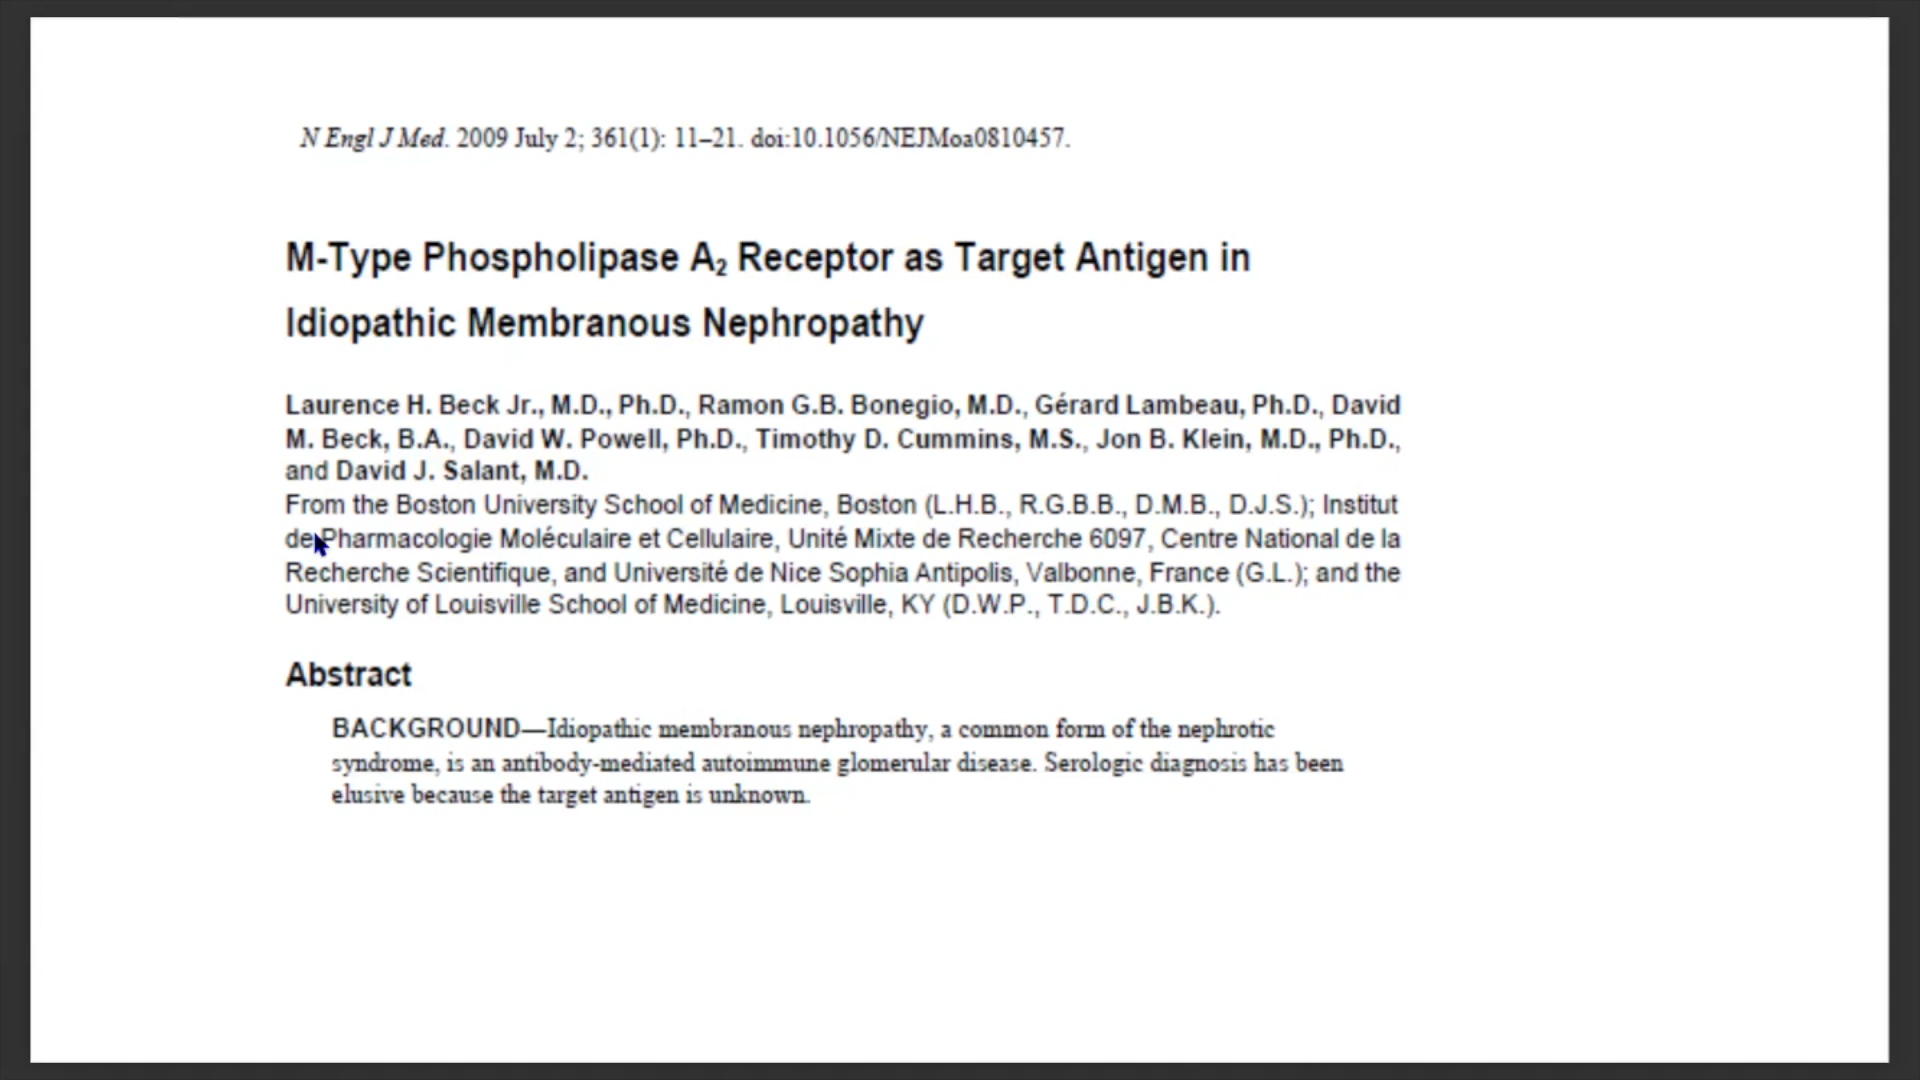 N Engl J Med. 2009 July 2; 361(1): 11–21. doi:10.1056/NEJMoa0810457.
M-Type Phospholipase A₂ Receptor as Target Antigen in
Idiopathic Membranous Nephropathy
Laurence H. Beck Jr., M.D., Ph.D., Ramon G.B. Bonegio, M.D., Gérard Lambeau, Ph.D., David
M. Beck, B.A., David W. Powell, Ph.D., Timothy D. Cummins, M.S., Jon B. Klein, M.D., Ph.D.,
and David J. Salant, M.D.
From the Boston University School of Medicine, Boston (L.H.B., R.G.B.B., D.M.B., D.J.S.); Institut
de Pharmacologie Moléculaire et Cellulaire, Unité Mixte de Recherche 6097, Centre National de la
Recherche Scientifique, and Université de Nice Sophia Antipolis, Valbonne, France (G.L.); and the
University of Louisville School of Medicine, Louisville, KY (D.W.P., T.D.C., J.B.K.).
Abstract
BACKGROUND—Idiopathic membranous nephropathy, a common form of the nephrotic
syndrome, is an antibody-mediated autoimmune glomerular disease. Serologic diagnosis has been
elusive because the target antigen is unknown.